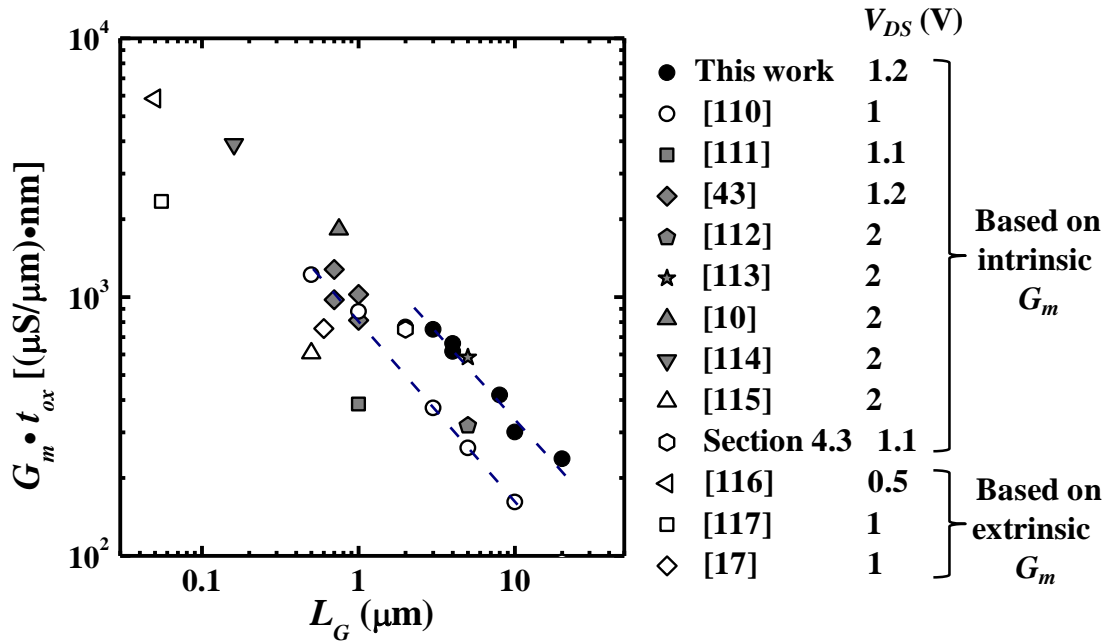 V_DS (V)
10^4
This work 1.2
[110] 1
[111] 1.1
[43] 1.2
[112] 2
[113] 2
[10] 2
[114] 2
[115] 2
Section 4.3 1.1
Based on
intrinsic
G_m
[116] 0.5
[117] 1
[17] 1
Based on
extrinsic
G_m
10^3
10^2
G_m • t_ox [(μS/μm)•nm]
0.1 1 10
L_G (μm)